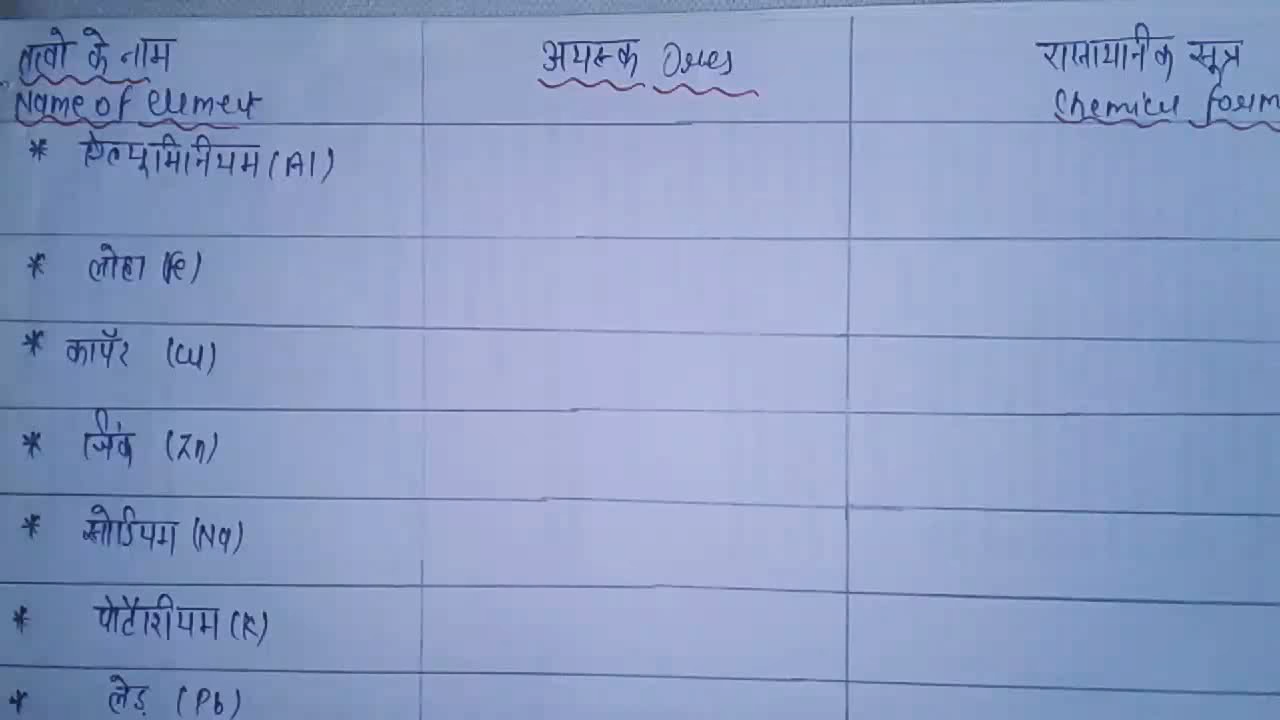 तत्वो के नाम
Name of element
अयस्क Ores
रासायानीक सूत्र
Chemical form
* ऐल्यूमिनियम (Al)
* लोहा (Fe)
* कॉपर (Cu)
* जिंक (Zn)
* सोडियम (Na)
* पोटैशीयम (K)
* लेड़ (Pb)